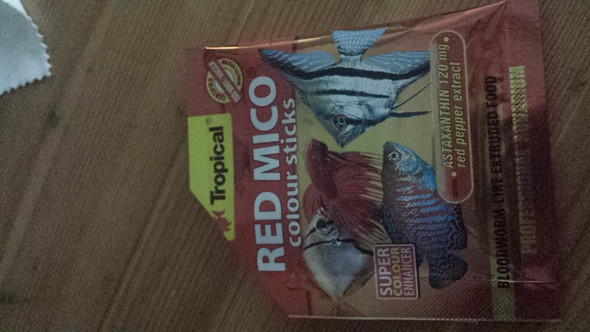 Tropical®
RED MICO
colour sticks
ASTAXANTHIN 120 mg
red pepper extract
SUPER
COLOUR
ENHANCER
BLOODWORM-LIKE EXTRUDED FOOD